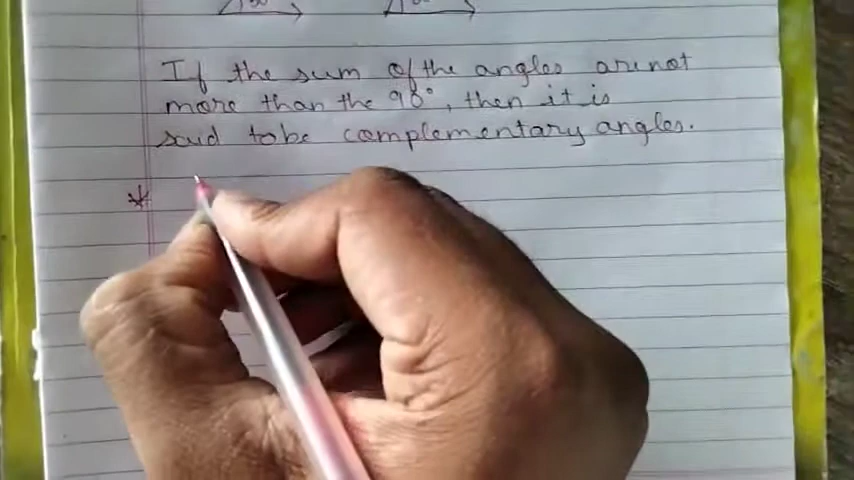 If the sum of the angles are not
more than the 90°, then it is
said to be complementary angles.
*